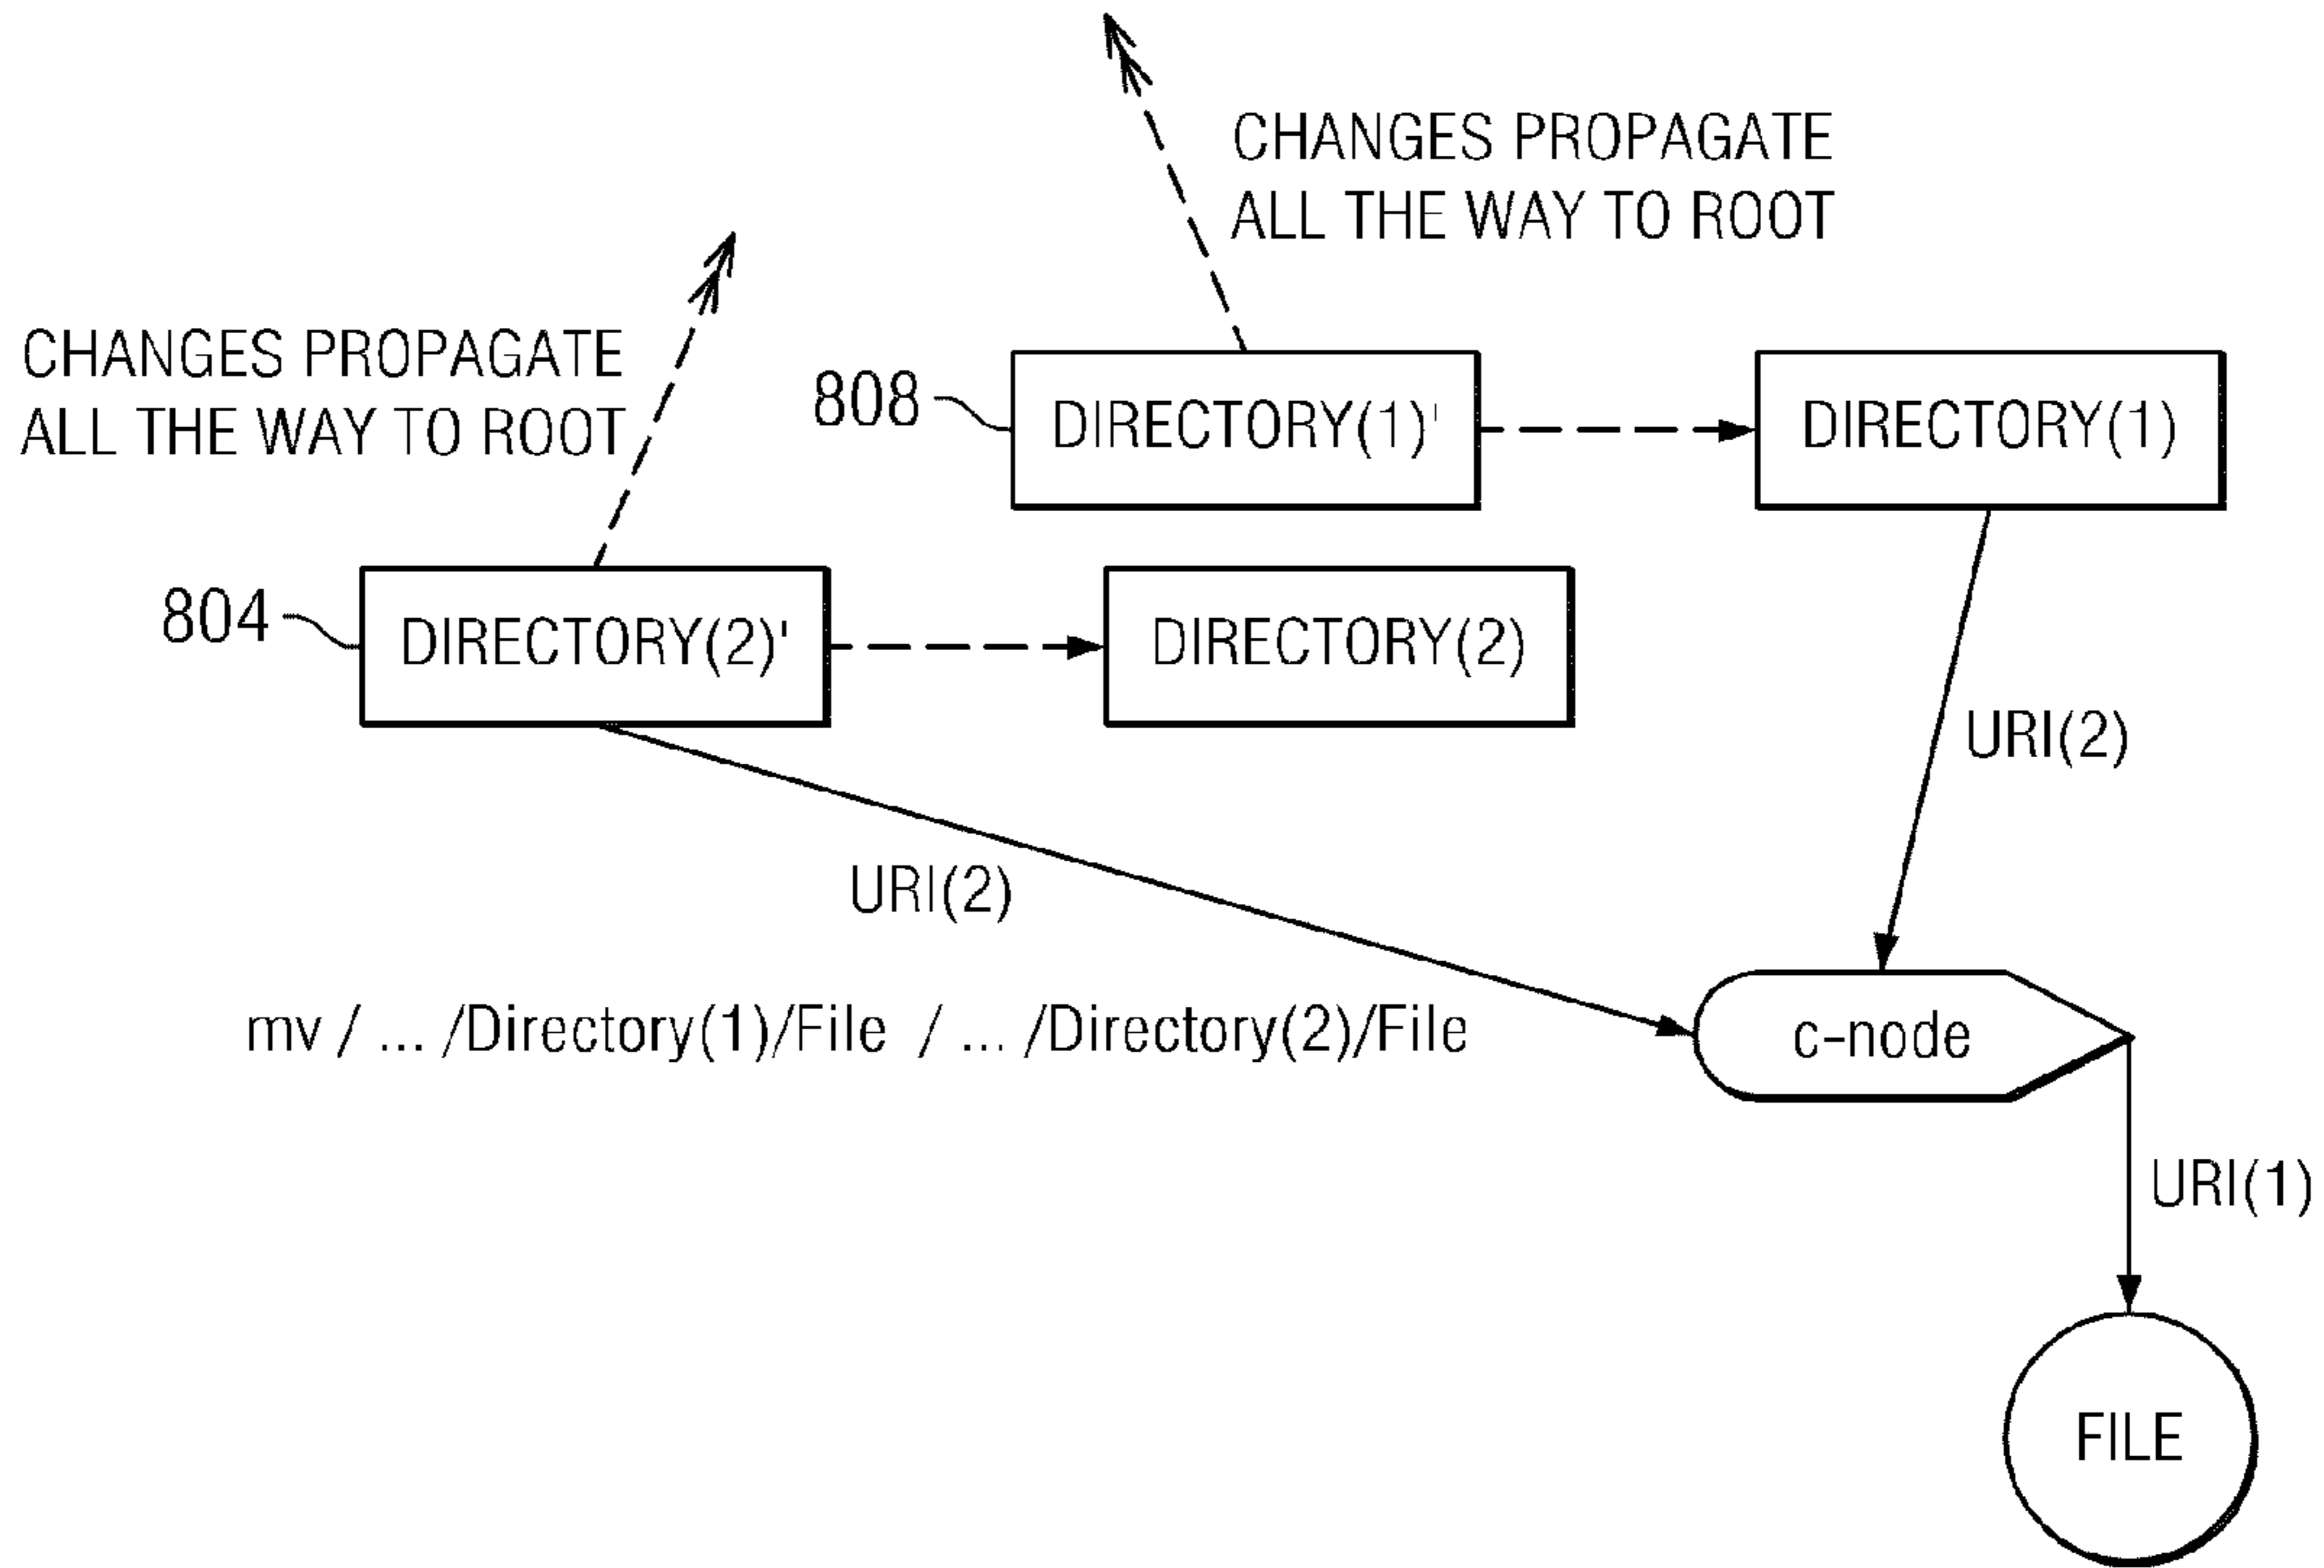 CHANGES PROPAGATE
ALL THE WAY TO ROOT
CHANGES PROPAGATE
ALL THE WAY TO ROOT
808
DIRECTORY(1)'
DIRECTORY(1)
804
DIRECTORY(2)'
DIRECTORY(2)
URI(2)
URI(2)
mv / ... /Directory(1)/File / ... /Directory(2)/File
c-node
URI(1)
FILE